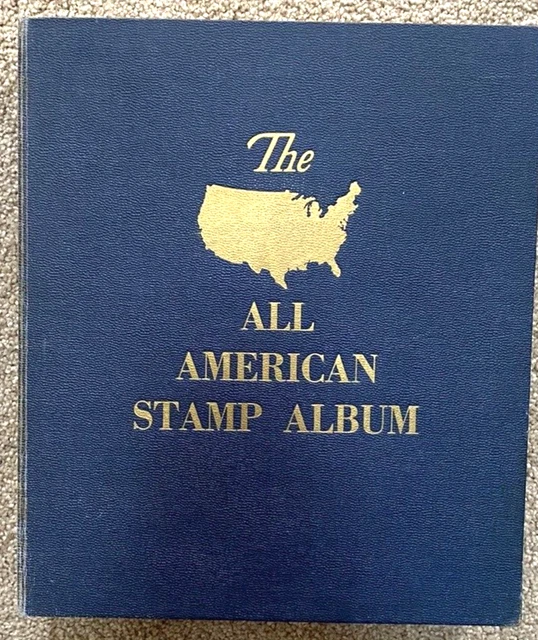 The
ALL
AMERICAN
STAMP ALBUM